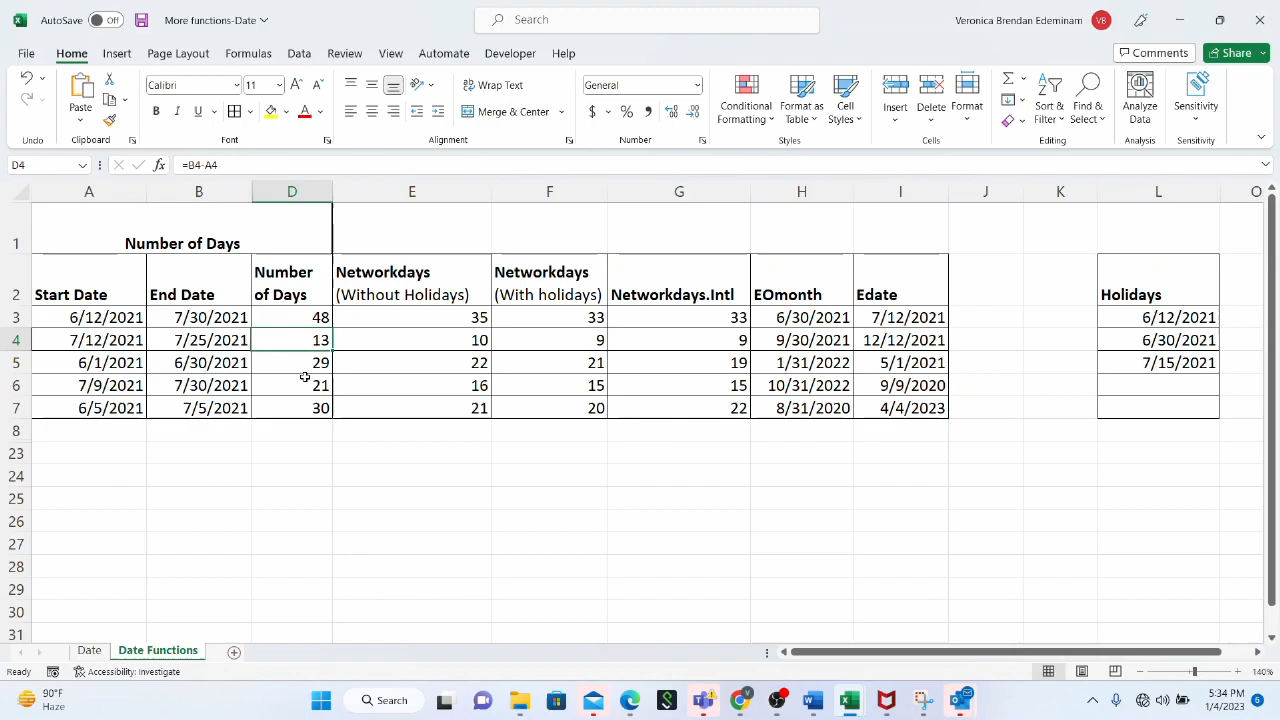 AutoSave Off More functions-Date Search Veronica Brendan Edeminam VB
File Home Insert Page Layout Formulas Data Review View Automate Developer Help Comments Share
Paste Calibri 11 A^ A˅ Wrap Text General Conditional Formatting Format as Table Cell Styles Insert Delete Format Sort & Filter Find & Select Analyze Data Sensitivity
B I U A Merge & Center $ % ,
Undo Clipboard Font Alignment Number Styles Cells Editing Analysis Sensitivity
D4 fx =B4-A4
A B D E F G H I J K L O
1 Number of Days
2 Start Date End Date Number of Days Networkdays (Without Holidays) Networkdays (With holidays) Networkdays.Intl EOmonth Edate Holidays
3 6/12/2021 7/30/2021 48 35 33 33 6/30/2021 7/12/2021 6/12/2021
4 7/12/2021 7/25/2021 13 10 9 9 9/30/2021 12/12/2021 6/30/2021
5 6/1/2021 6/30/2021 29 22 21 19 1/31/2022 5/1/2021 7/15/2021
6 7/9/2021 7/30/2021 21 16 15 15 10/31/2022 9/9/2020
7 6/5/2021 7/5/2021 30 21 20 22 8/31/2020 4/4/2023
8
23
24
25
26
27
28
29
30
31
Date Date Functions
Ready Accessibility: Investigate 140%
90°F Search 5:34 PM
Haze 1/4/2023 5